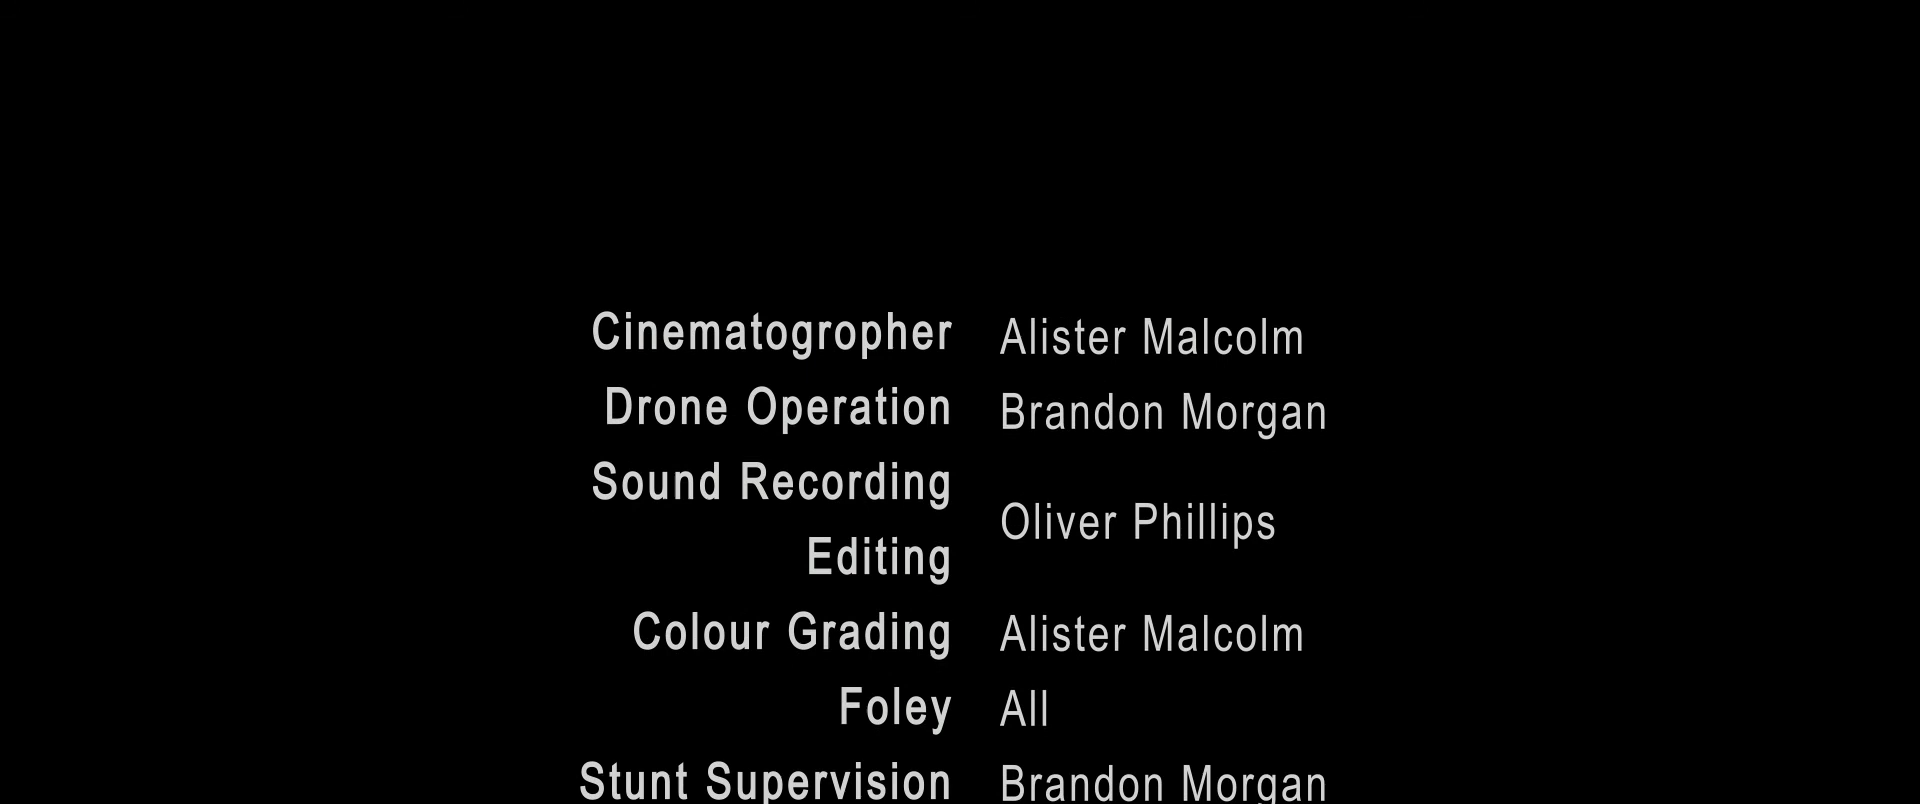 Cinematogropher Alister Malcolm
Drone Operation Brandon Morgan
Sound Recording
Oliver Phillips
Editing
Colour Grading Alister Malcolm
Foley All
Stunt Supervision Brandon Morgan